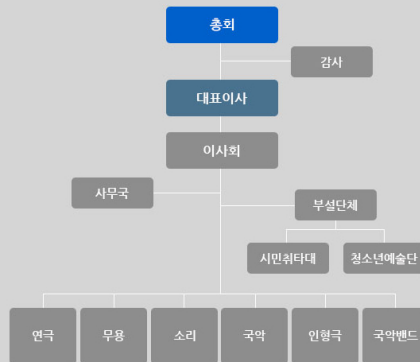 총회
감사
대표이사
이사회
사무국
부설단체
시민취타대
청소년예술단
연극
무용
소리
국악
인형극
국악밴드